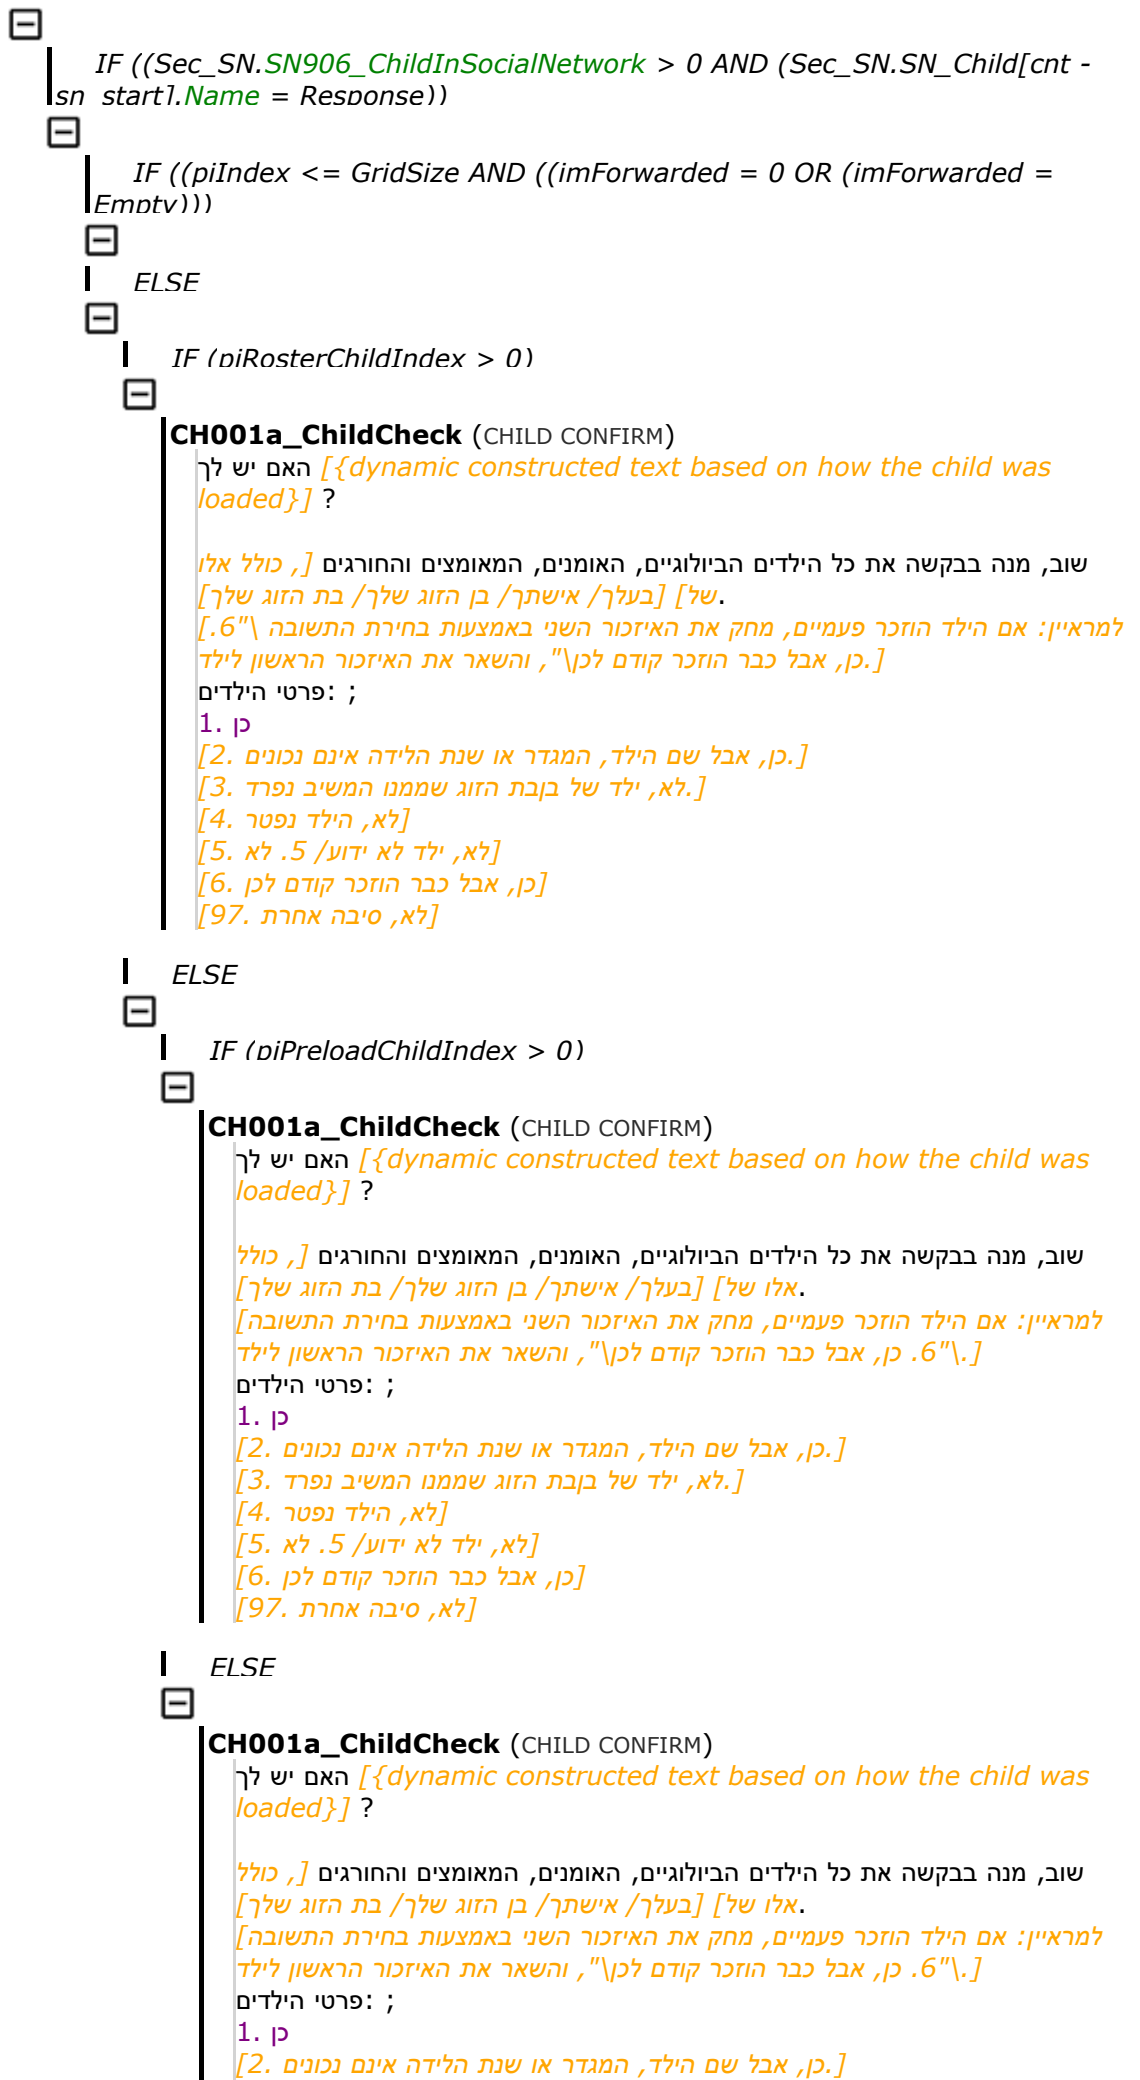 IF ((Sec_SN.SN906_ChildInSocialNetwork > 0 AND (Sec_SN.SN_Child[cnt -
sn_start].Name = Response))
IF ((piIndex <= GridSize AND ((imForwarded = 0 OR (imForwarded =
Empty)))
ELSE
IF (piRosterChildIndex > 0)
CH001a_ChildCheck (CHILD CONFIRM)
האם יש לך [{dynamic constructed text based on how the child was
loaded}] ?
שוב, מנה בבקשה את כל הילדים הביולוגיים, האומנים, המאומצים והחורגים [, כולל אלו
של] [בעלך/ אישתך/ בן הזוג שלך/ בת הזוג שלך].
למראיין: אם הילד הוזכר פעמיים, מחק את האיזכור השני באמצעות בחירת התשובה \"6.]
[.כן, אבל כבר הוזכר קודם לכן\", והשאר את האיזכור הראשון לילד
פרטי הילדים: ;
1. כן
[2. כן, אבל שם הילד, המגדר או שנת הלידה אינם נכונים.]
[3. לא, ילד של בןבת הזוג שממנו המשיב נפרד.]
[4. לא, הילד נפטר]
[5. לא, ילד לא ידוע/ 5. לא]
[6. כן, אבל כבר הוזכר קודם לכן]
[97. לא, סיבה אחרת]
ELSE
IF (piPreloadChildIndex > 0)
CH001a_ChildCheck (CHILD CONFIRM)
האם יש לך [{dynamic constructed text based on how the child was
loaded}] ?
שוב, מנה בבקשה את כל הילדים הביולוגיים, האומנים, המאומצים והחורגים [, כולל
אלו של] [בעלך/ אישתך/ בן הזוג שלך/ בת הזוג שלך].
למראיין: אם הילד הוזכר פעמיים, מחק את האיזכור השני באמצעות בחירת התשובה]
[.\"6. כן, אבל כבר הוזכר קודם לכן\", והשאר את האיזכור הראשון לילד
פרטי הילדים: ;
1. כן
[2. כן, אבל שם הילד, המגדר או שנת הלידה אינם נכונים.]
[3. לא, ילד של בןבת הזוג שממנו המשיב נפרד.]
[4. לא, הילד נפטר]
[5. לא, ילד לא ידוע/ 5. לא]
[6. כן, אבל כבר הוזכר קודם לכן]
[97. לא, סיבה אחרת]
ELSE
CH001a_ChildCheck (CHILD CONFIRM)
האם יש לך [{dynamic constructed text based on how the child was
loaded}] ?
שוב, מנה בבקשה את כל הילדים הביולוגיים, האומנים, המאומצים והחורגים [, כולל
אלו של] [בעלך/ אישתך/ בן הזוג שלך/ בת הזוג שלך].
למראיין: אם הילד הוזכר פעמיים, מחק את האיזכור השני באמצעות בחירת התשובה]
[.\"6. כן, אבל כבר הוזכר קודם לכן\", והשאר את האיזכור הראשון לילד
פרטי הילדים: ;
1. כן
[2. כן, אבל שם הילד, המגדר או שנת הלידה אינם נכונים.]